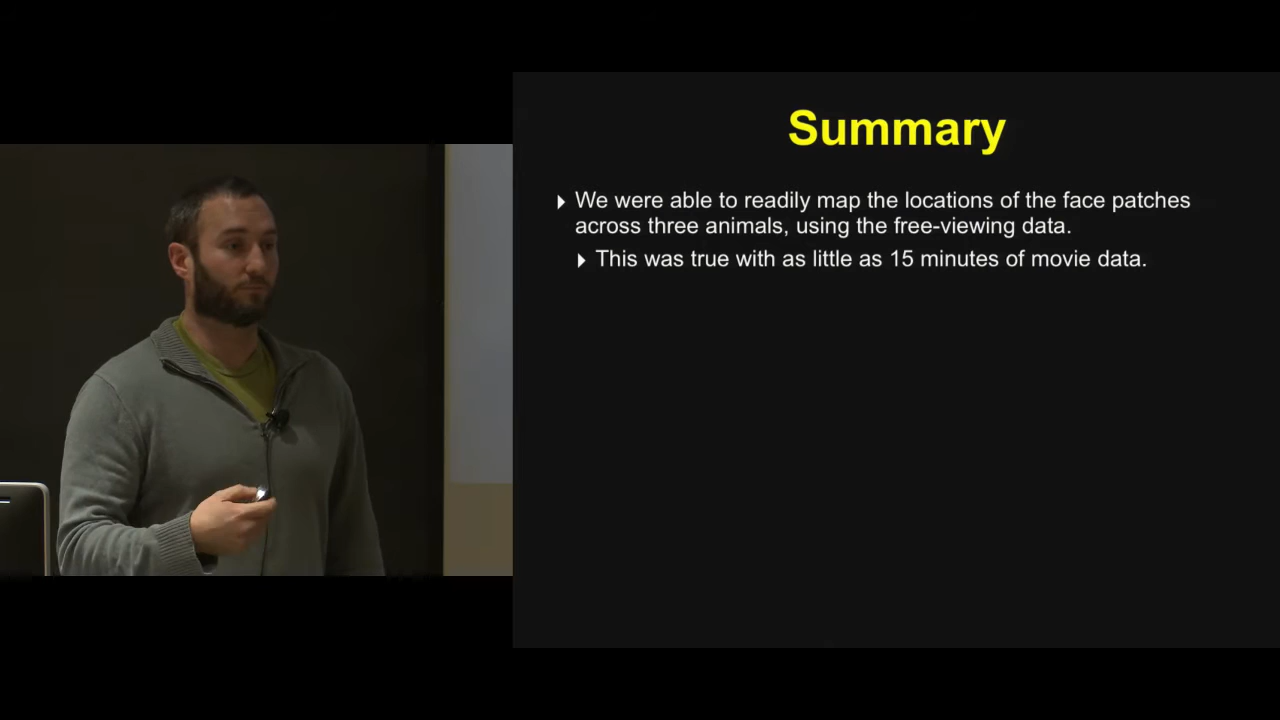 Summary
We were able to readily map the locations of the face patches
across three animals, using the free-viewing data.
This was true with as little as 15 minutes of movie data.